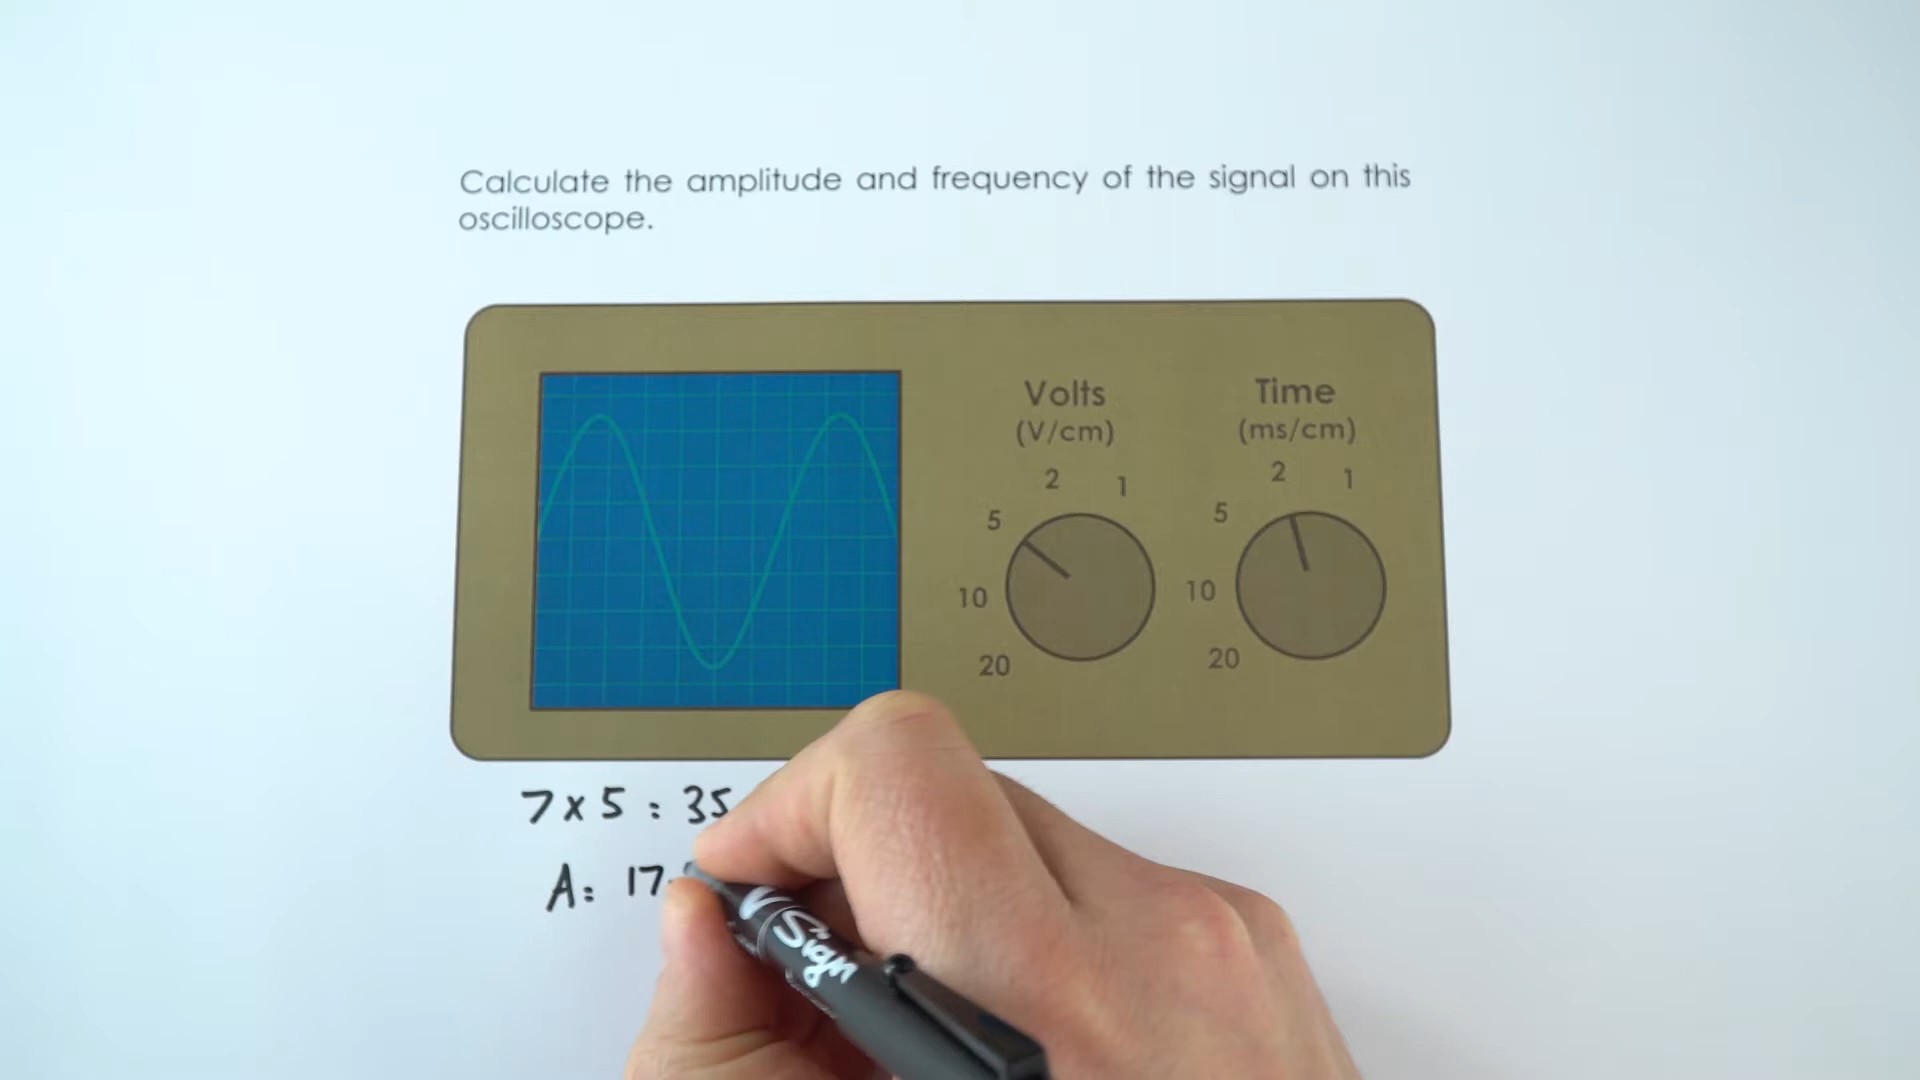 Calculate the amplitude and frequency of the signal on this
oscilloscope.
Volts
(V/cm)
2 1
5
10
20
Time
(ms/cm)
2 1
5
10
20
7 x 5 : 35
A: 17
V Sign